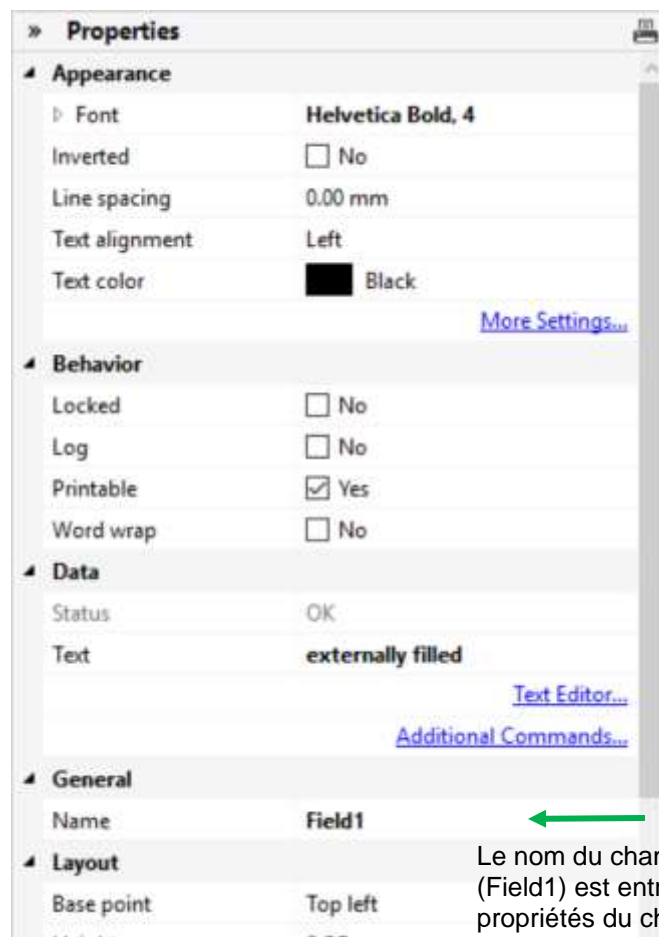 » Properties
Appearance
Font Helvetica Bold, 4
Inverted No
Line spacing 0.00 mm
Text alignment Left
Text color Black
More Settings...
Behavior
Locked No
Log No
Printable Yes
Word wrap No
Data
Status OK
Text externally filled
Text Editor...
Additional Commands...
General
Name Field1
Layout
Le nom du
(Field1) est
Base point Top left
propriétés du